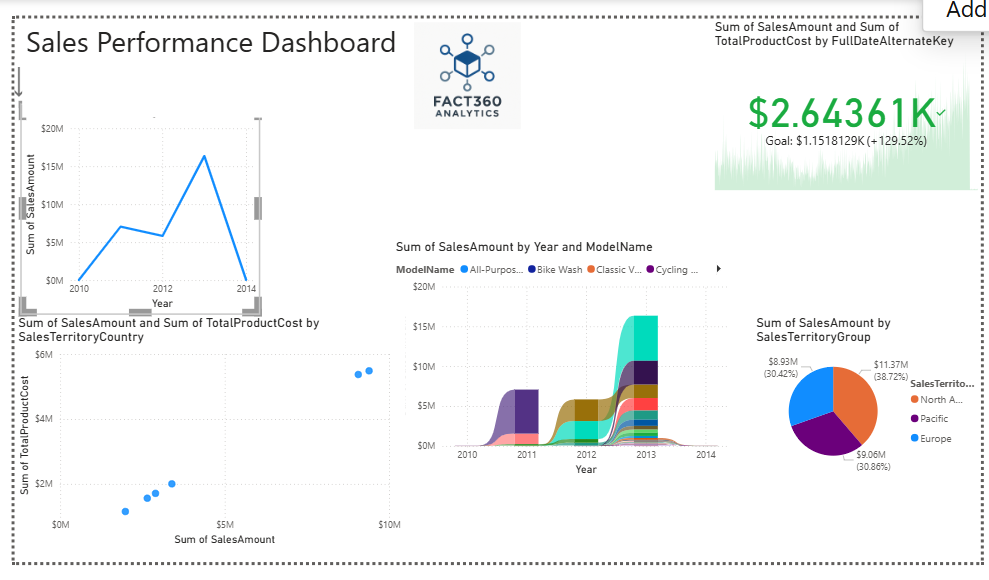 Add
Sales Performance Dashboard
FACT360
ANALYTICS
Sum of SalesAmount and Sum of
TotalProductCost by FullDateAlternateKey
$2.64361K
Goal: $1.1518129K (+129.52%)
$20M
$15M
$10M
$5M
$0M
Sum of SalesAmount
2010
2012
2014
Year
Sum of SalesAmount by Year and ModelName
ModelName
All-Purpos...
Bike Wash
Classic V...
Cycling ...
$20M
$15M
$10M
$5M
$0M
2010
2011
2012
2013
2014
Year
Sum of SalesAmount and Sum of TotalProductCost by
SalesTerritoryCountry
$6M
$4M
$2M
Sum of TotalProductCost
$0M
$5M
$10M
Sum of SalesAmount
Sum of SalesAmount by
SalesTerritoryGroup
$8.93M
(30.42%)
$11.37M
(38.72%)
$9.06M
(30.86%)
SalesTerrito...
North A...
Pacific
Europe